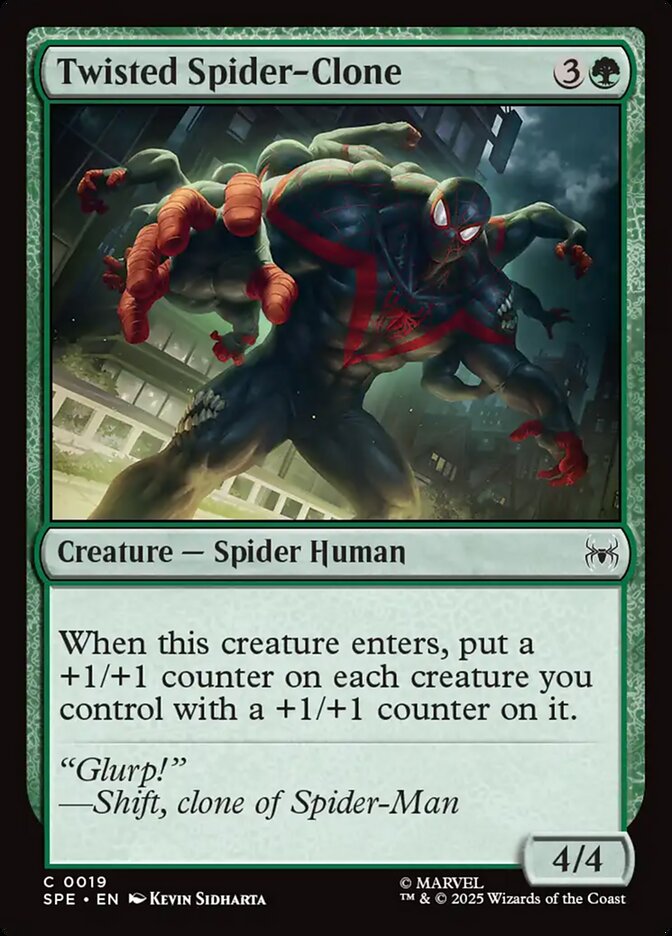 Twisted Spider-Clone 3
Creature — Spider Human
When this creature enters, put a
+1/+1 counter on each creature you
control with a +1/+1 counter on it.
“Glurp!”
—Shift, clone of Spider-Man
4/4
C 0019
SPE • EN Kevin Sidharta
© MARVEL
™ & © 2025 Wizards of the Coast